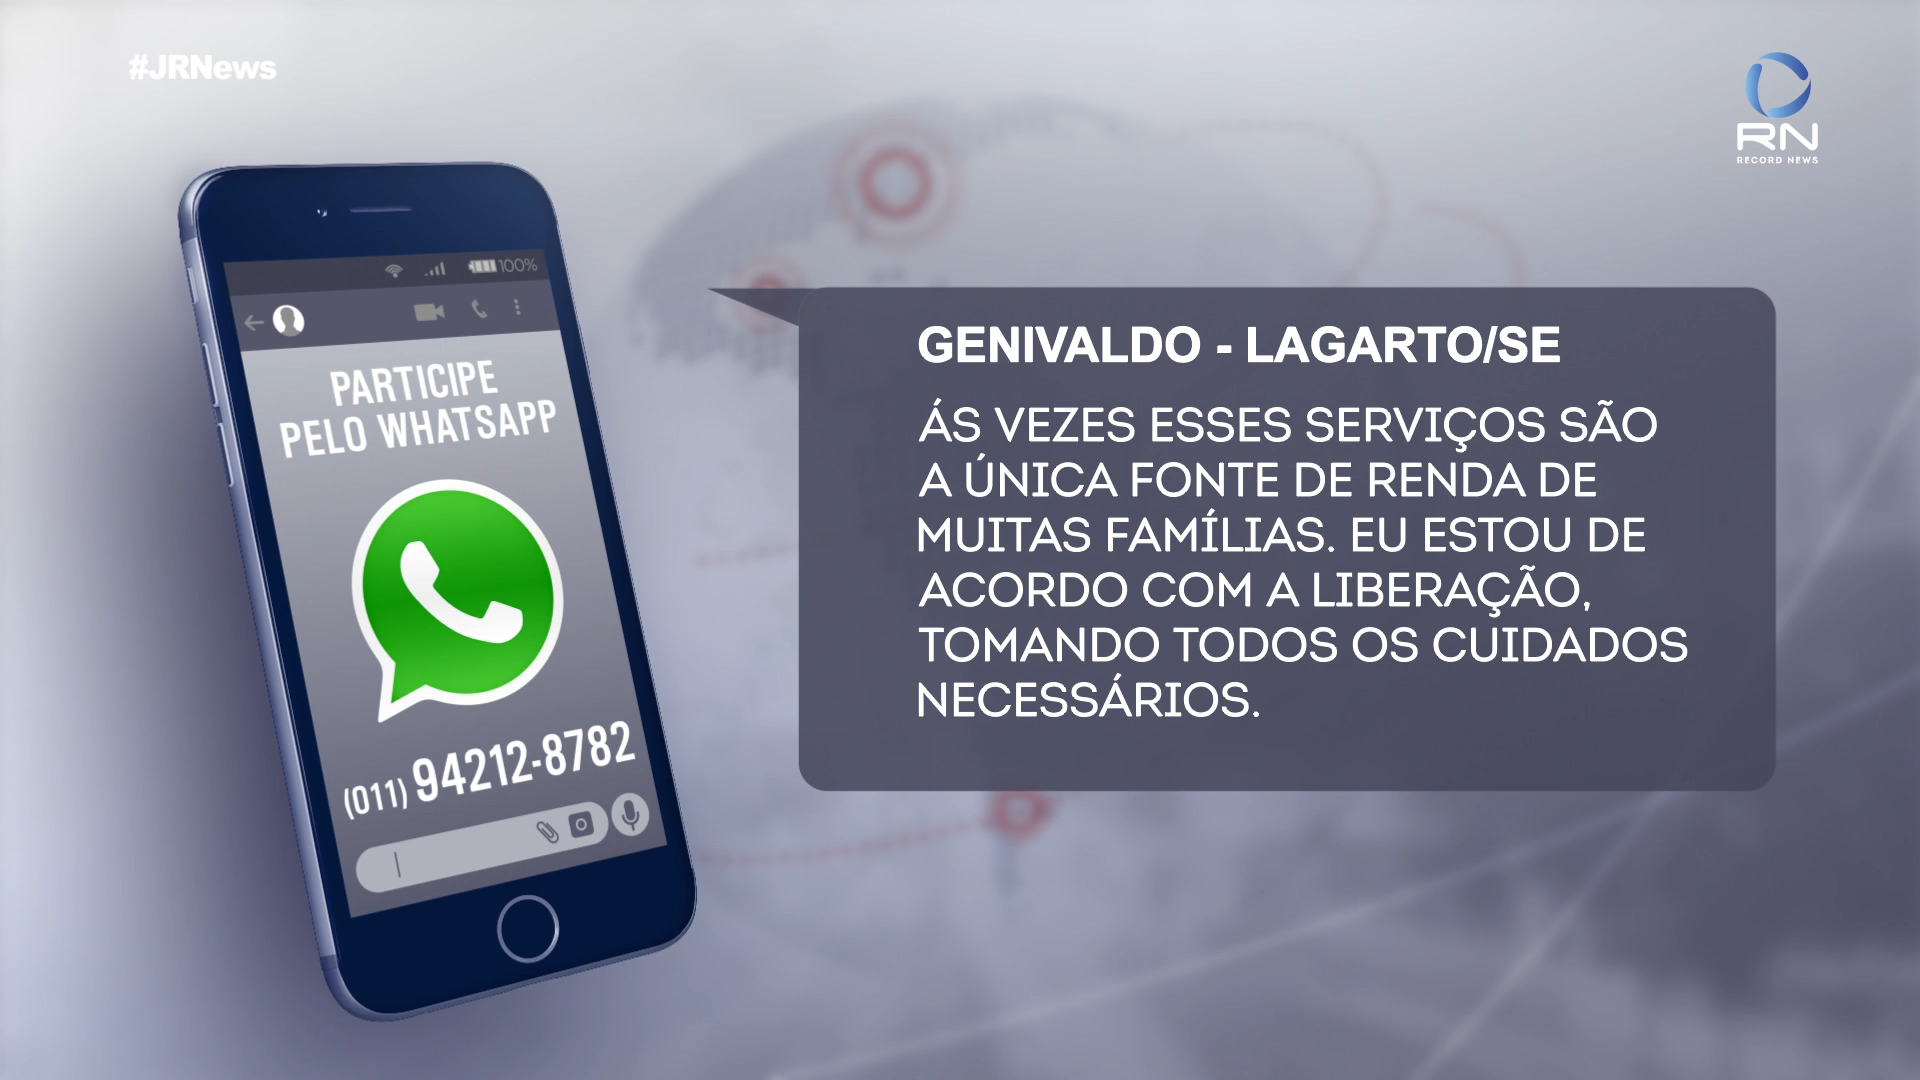 #JRNews
RN
RECORD NEWS
100%
PARTICIPE
PELO WHATSAPP
(011) 94212-8782
GENIVALDO - LAGARTO/SE
ÁS VEZES ESSES SERVIÇOS SÃO
A ÚNICA FONTE DE RENDA DE
MUITAS FAMÍLIAS. EU ESTOU DE
ACORDO COM A LIBERAÇÃO,
TOMANDO TODOS OS CUIDADOS
NECESSÁRIOS.